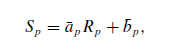 S_p = ā_p R_p + b̄_p,